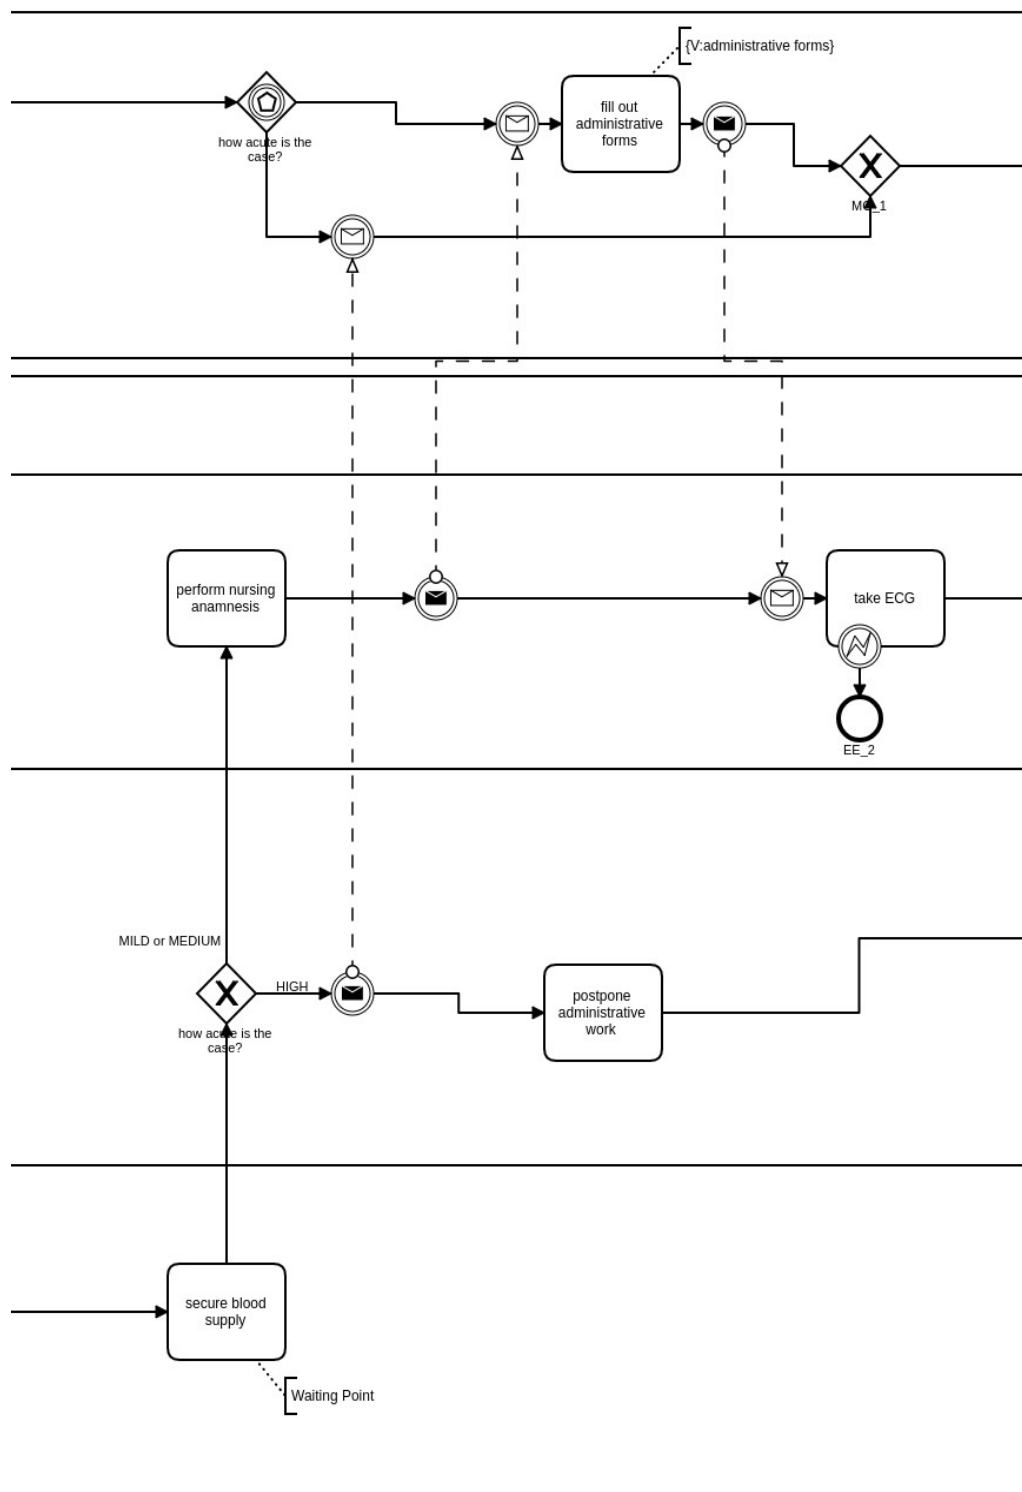 {V:administrative forms}
fill out
administrative
forms
how acute is the
case?
MG_1
perform nursing
anamnesis
take ECG
EE_2
MILD or MEDIUM
HIGH
how acute is the
case?
postpone
administrative
work
secure blood
supply
Waiting Point